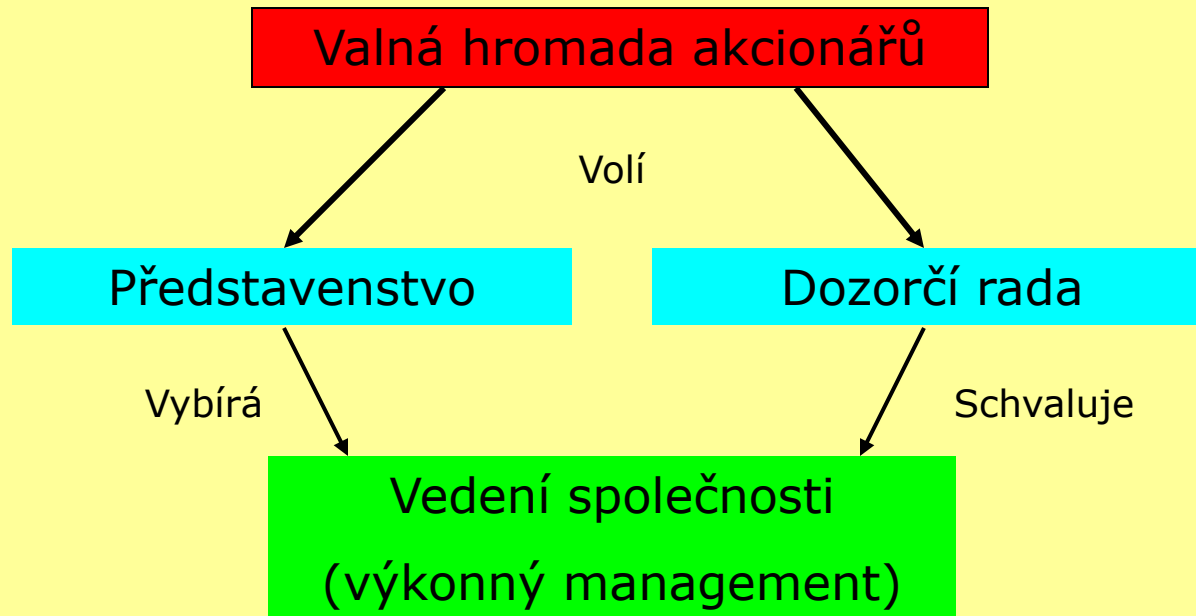 Valná hromada akcionářů
Volí
Představenstvo
Dozorčí rada
Vybírá
Schvaluje
Vedení společnosti
(výkonný management)